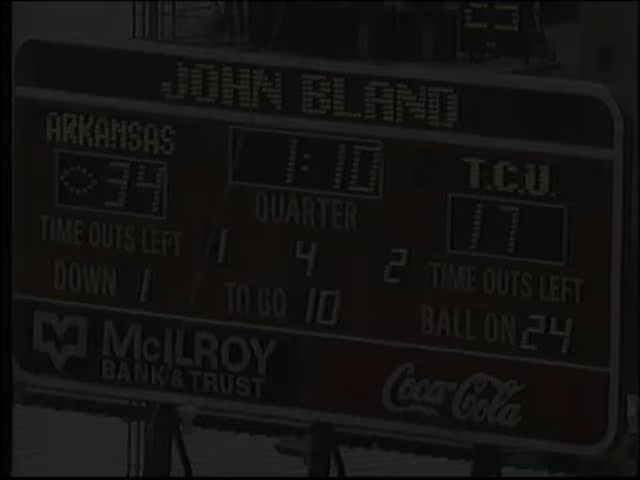 JOHN BLAND
ARKANSAS 1:10 T.C.U.
34 QUARTER 17
TIME OUTS LEFT 1 4 2 TIME OUTS LEFT
DOWN 1 TO GO 10 BALL ON 24
McILROY
BANK & TRUST
Coca-Cola